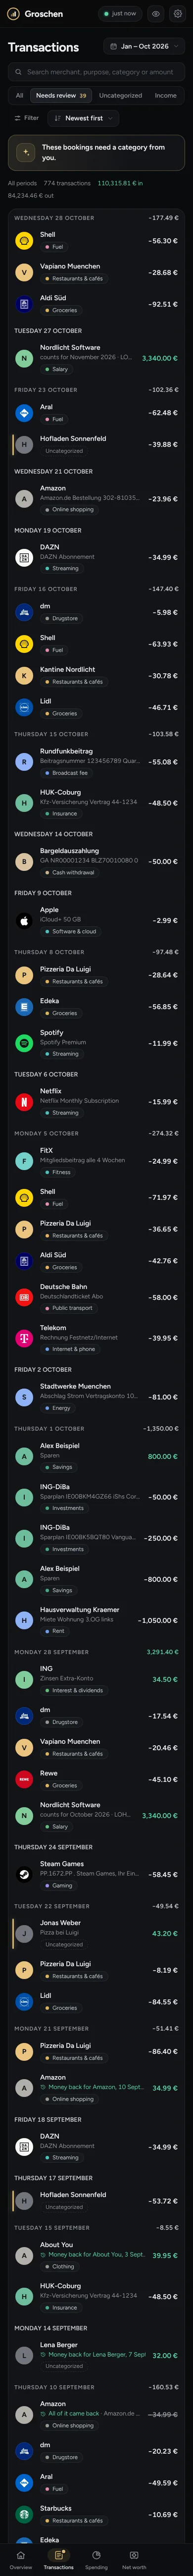 Groschen
just now
Transactions
Jan – Oct 2026
Search merchant, purpose, category or amount
All
Needs review 39
Uncategorized
Income
Filter
Newest first
These bookings need a category from
you.
All periods 774 transactions 110,315.81 € in
84,234.46 € out
WEDNESDAY 28 OCTOBER −177.49 €
Shell
Fuel
−56.30 €
Vapiano Muenchen
Restaurants & cafés
−28.68 €
Aldi Süd
Groceries
−92.51 €
TUESDAY 27 OCTOBER
Nordlicht Software
counts for November 2026 · LO...
Salary
3,340.00 €
FRIDAY 23 OCTOBER −102.36 €
Aral
Fuel
−62.48 €
H
Hofladen Sonnenfeld
Uncategorized
−39.88 €
WEDNESDAY 21 OCTOBER
A
Amazon
Amazon.de Bestellung 302-81035...
Online shopping
−23.96 €
MONDAY 19 OCTOBER
DAZN
DAZN Abonnement
Streaming
−34.99 €
FRIDAY 16 OCTOBER −147.40 €
dm
Drugstore
−5.98 €
Shell
Fuel
−63.93 €
K
Kantine Nordlicht
Restaurants & cafés
−30.78 €
Lidl
Groceries
−46.71 €
THURSDAY 15 OCTOBER −103.58 €
R
Rundfunkbeitrag
Beitragsnummer 123456789 Quar...
Broadcast fee
−55.08 €
H
HUK-Coburg
Kfz-Versicherung Vertrag 44-1234
Insurance
−48.50 €
WEDNESDAY 14 OCTOBER
B
Bargeldauszahlung
GA NR00001234 BLZ70010080 0
Cash withdrawal
−50.00 €
FRIDAY 9 OCTOBER
Apple
iCloud+ 50 GB
Software & cloud
−2.99 €
THURSDAY 8 OCTOBER −97.48 €
P
Pizzeria Da Luigi
Restaurants & cafés
−28.64 €
Edeka
Groceries
−56.85 €
Spotify
Spotify Premium
Streaming
−11.99 €
TUESDAY 6 OCTOBER
Netflix
Netflix Monthly Subscription
Streaming
−15.99 €
MONDAY 5 OCTOBER −274.32 €
F
FitX
Mitgliedsbeitrag alle 4 Wochen
Fitness
−24.99 €
Shell
Fuel
−71.97 €
P
Pizzeria Da Luigi
Restaurants & cafés
−36.65 €
Aldi Süd
Groceries
−42.76 €
Deutsche Bahn
Deutschlandticket Abo
Public transport
−58.00 €
Telekom
Rechnung Festnetz/Internet
Internet & phone
−39.95 €
FRIDAY 2 OCTOBER
S
Stadtwerke Muenchen
Abschlag Strom Vertragskonto 10...
Energy
−81.00 €
THURSDAY 1 OCTOBER −1,350.00 €
A
Alex Beispiel
Sparen
Savings
800.00 €
I
ING-DiBa
Sparplan IE00BKM4GZ66 iShs Cor...
Investments
−50.00 €
I
ING-DiBa
Sparplan IE00BK5BQT80 Vangua...
Investments
−250.00 €
A
Alex Beispiel
Sparen
Savings
−800.00 €
H
Hausverwaltung Kraemer
Miete Wohnung 3.OG links
Rent
−1,050.00 €
MONDAY 28 SEPTEMBER 3,291.40 €
I
ING
Zinsen Extra-Konto
Interest & dividends
34.50 €
dm
Drugstore
−17.54 €
V
Vapiano Muenchen
Restaurants & cafés
−20.46 €
Rewe
Groceries
−45.10 €
N
Nordlicht Software
counts for October 2026 · LOH...
Salary
3,340.00 €
THURSDAY 24 SEPTEMBER
Steam Games
PP.1672.PP . Steam Games, Ihr Ein...
Gaming
−58.45 €
TUESDAY 22 SEPTEMBER −49.54 €
J
Jonas Weber
Pizza bei Luigi
Uncategorized
43.20 €
P
Pizzeria Da Luigi
Restaurants & cafés
−8.19 €
Lidl
Groceries
−84.55 €
MONDAY 21 SEPTEMBER −51.41 €
P
Pizzeria Da Luigi
Restaurants & cafés
−86.40 €
A
Amazon
Money back for Amazon, 10 Sept...
Online shopping
34.99 €
FRIDAY 18 SEPTEMBER
DAZN
DAZN Abonnement
Streaming
−34.99 €
THURSDAY 17 SEPTEMBER
H
Hofladen Sonnenfeld
Uncategorized
−53.72 €
TUESDAY 15 SEPTEMBER −8.55 €
A
About You
Money back for About You, 3 Sept...
Clothing
39.95 €
H
HUK-Coburg
Kfz-Versicherung Vertrag 44-1234
Insurance
−48.50 €
MONDAY 14 SEPTEMBER
L
Lena Berger
Money back for Lena Berger, 7 Sept
Uncategorized
32.00 €
THURSDAY 10 SEPTEMBER −160.53 €
A
Amazon
All of it came back · Amazon.de ...
Online shopping
−34.99 €
dm
Drugstore
−20.23 €
Aral
Fuel
−49.59 €
Starbucks
Restaurants & cafés
−10.69 €
Edeka
Overview
Transactions
Spending
Net worth